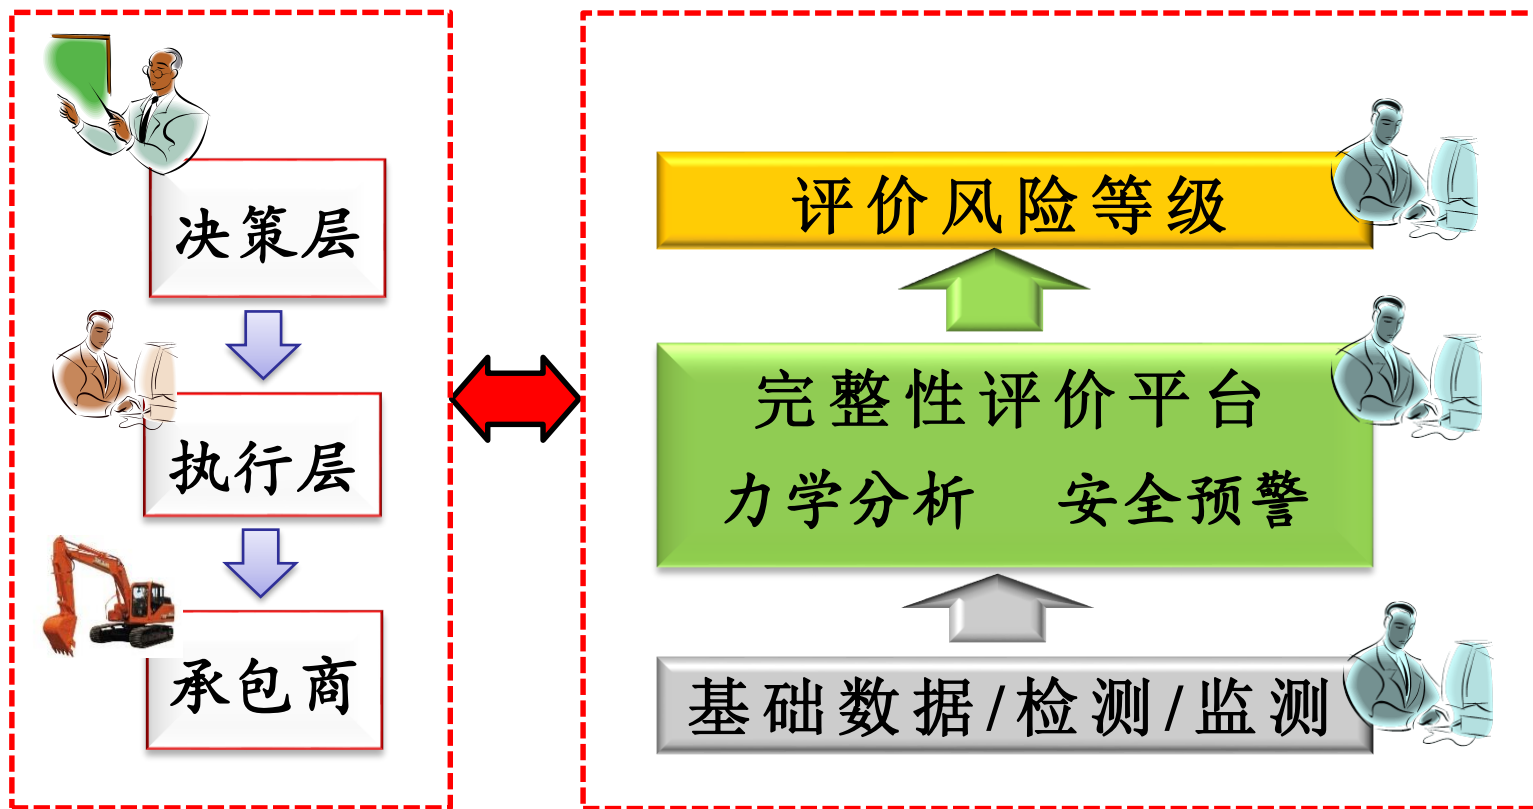 决策层
执行层
承包商
评价风险等级
完整性评价平台
力学分析 安全预警
基础数据/检测/监测